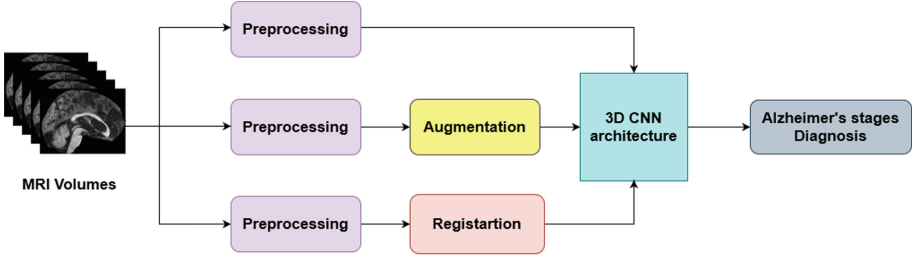 Preprocessing
MRI Volumes
Preprocessing
Augmentation
3D CNN
architecture
Alzheimer's stages
Diagnosis
Preprocessing
Registartion